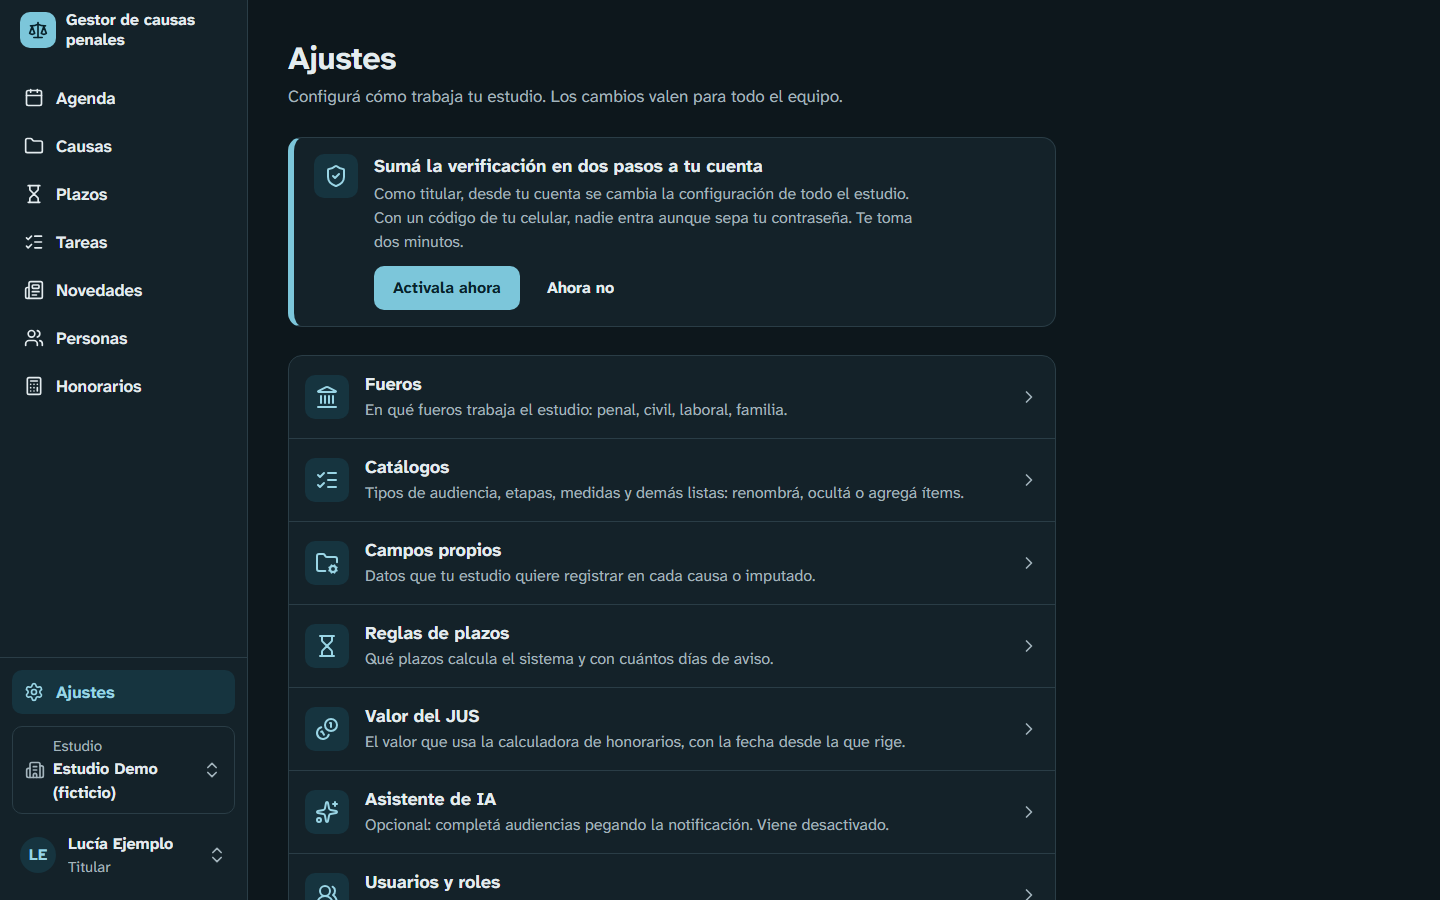 Gestor de causas
penales
Agenda
Causas
Plazos
Tareas
Novedades
Personas
Honorarios
Ajustes
Estudio
Estudio Demo
(ficticio)
LE
Lucía Ejemplo
Titular
Ajustes
Configurá cómo trabaja tu estudio. Los cambios valen para todo el equipo.
Sumá la verificación en dos pasos a tu cuenta
Como titular, desde tu cuenta se cambia la configuración de todo el estudio.
Con un código de tu celular, nadie entra aunque sepa tu contraseña. Te toma
dos minutos.
Activala ahora
Ahora no
Fueros
En qué fueros trabaja el estudio: penal, civil, laboral, familia.
Catálogos
Tipos de audiencia, etapas, medidas y demás listas: renombrá, ocultá o agregá ítems.
Campos propios
Datos que tu estudio quiere registrar en cada causa o imputado.
Reglas de plazos
Qué plazos calcula el sistema y con cuántos días de aviso.
Valor del JUS
El valor que usa la calculadora de honorarios, con la fecha desde la que rige.
Asistente de IA
Opcional: completá audiencias pegando la notificación. Viene desactivado.
Usuarios y roles